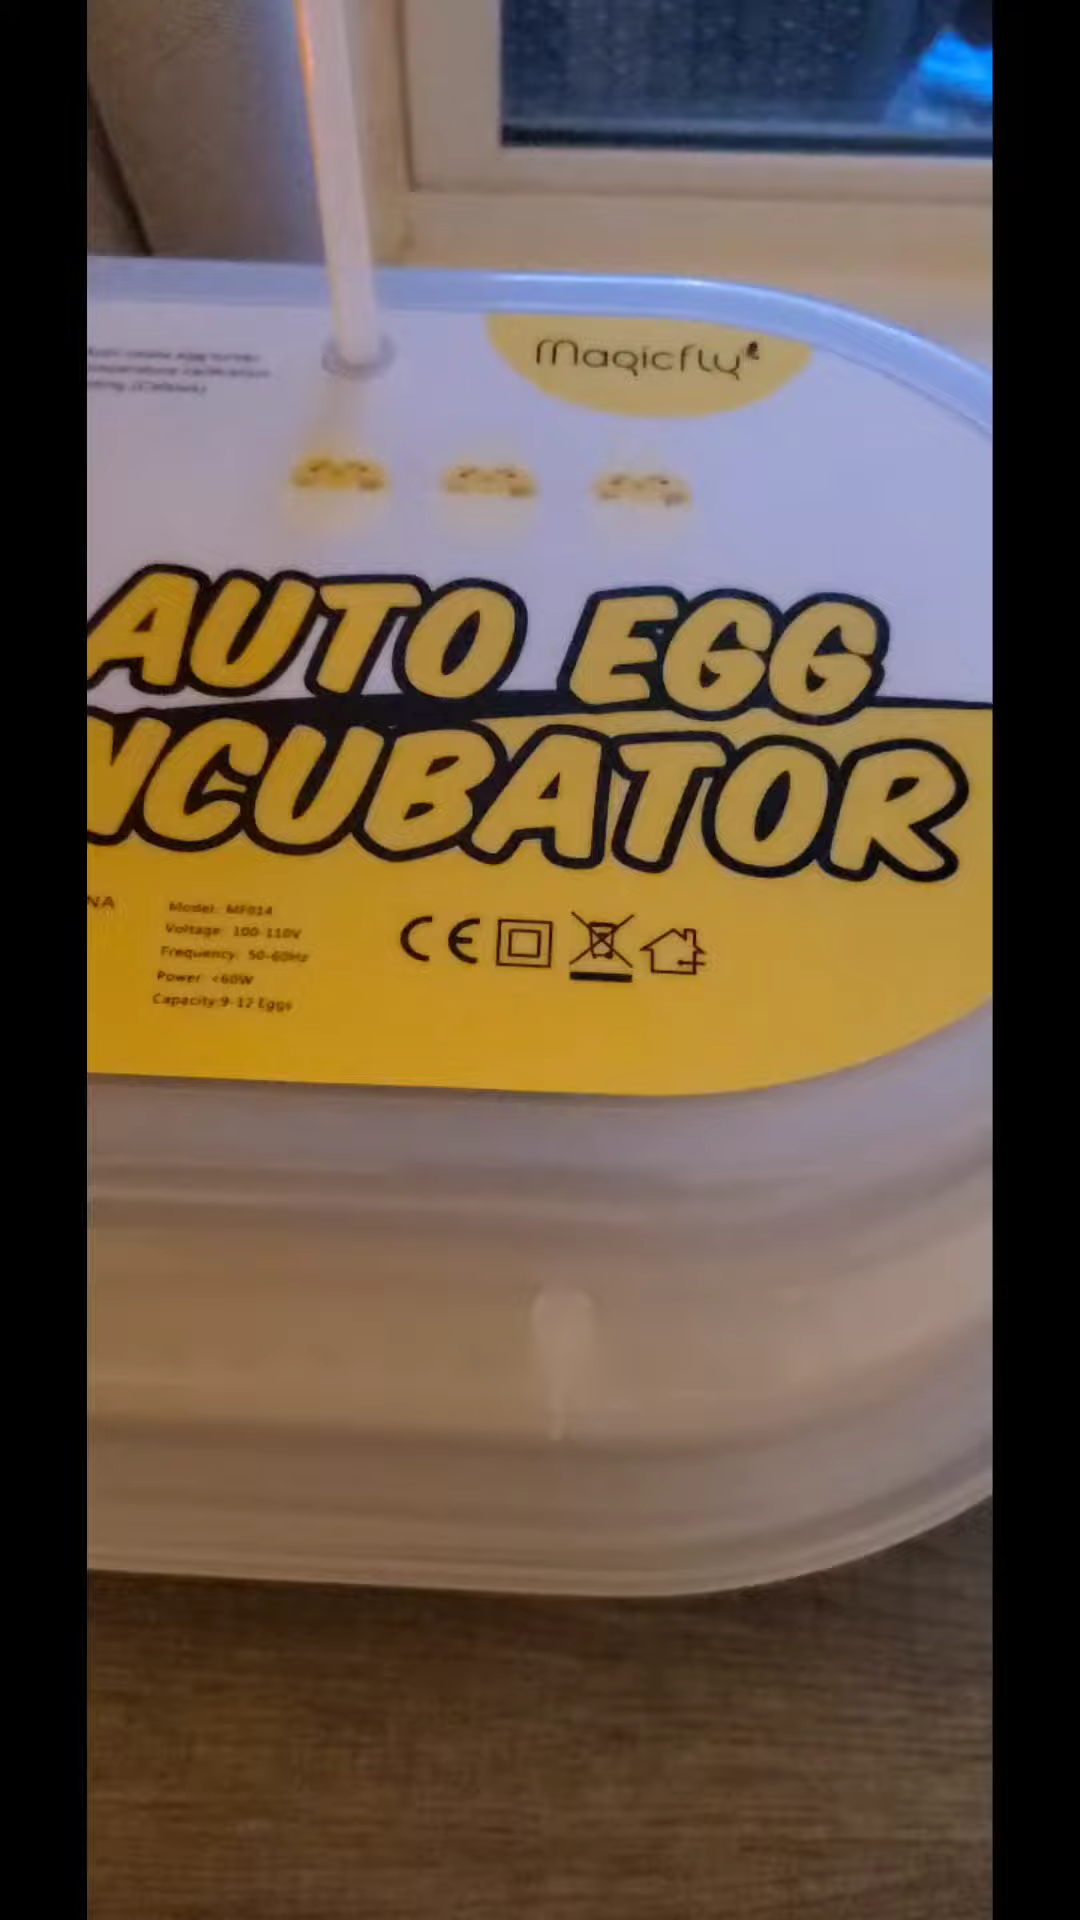 Magicfly
AUTO EGG
NCUBATOR
NA
Model: MF014
Voltage: 100-110V
Frequency: 50-60Hz
Power: <60W
Capacity:9-12 Eggs
CE